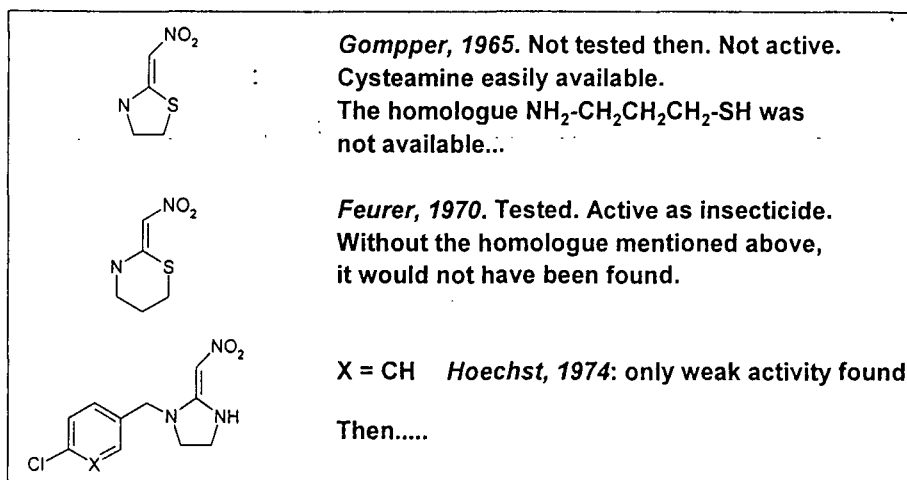 NO₂
N S
Gompper, 1965. Not tested then. Not active.
Cysteamine easily available.
The homologue NH₂-CH₂CH₂CH₂-SH was
not available...
NO₂
N S
Feurer, 1970. Tested. Active as insecticide.
Without the homologue mentioned above,
it would not have been found.
NO₂
N NH
Cl X
X = CH Hoechst, 1974: only weak activity found
Then.....